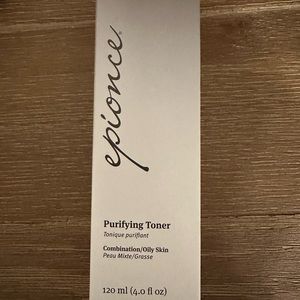 epionce®
Purifying Toner
Tonique purifiant
Combination/Oily Skin
Peau Mixte/Grasse
120 ml (4.0 fl oz)